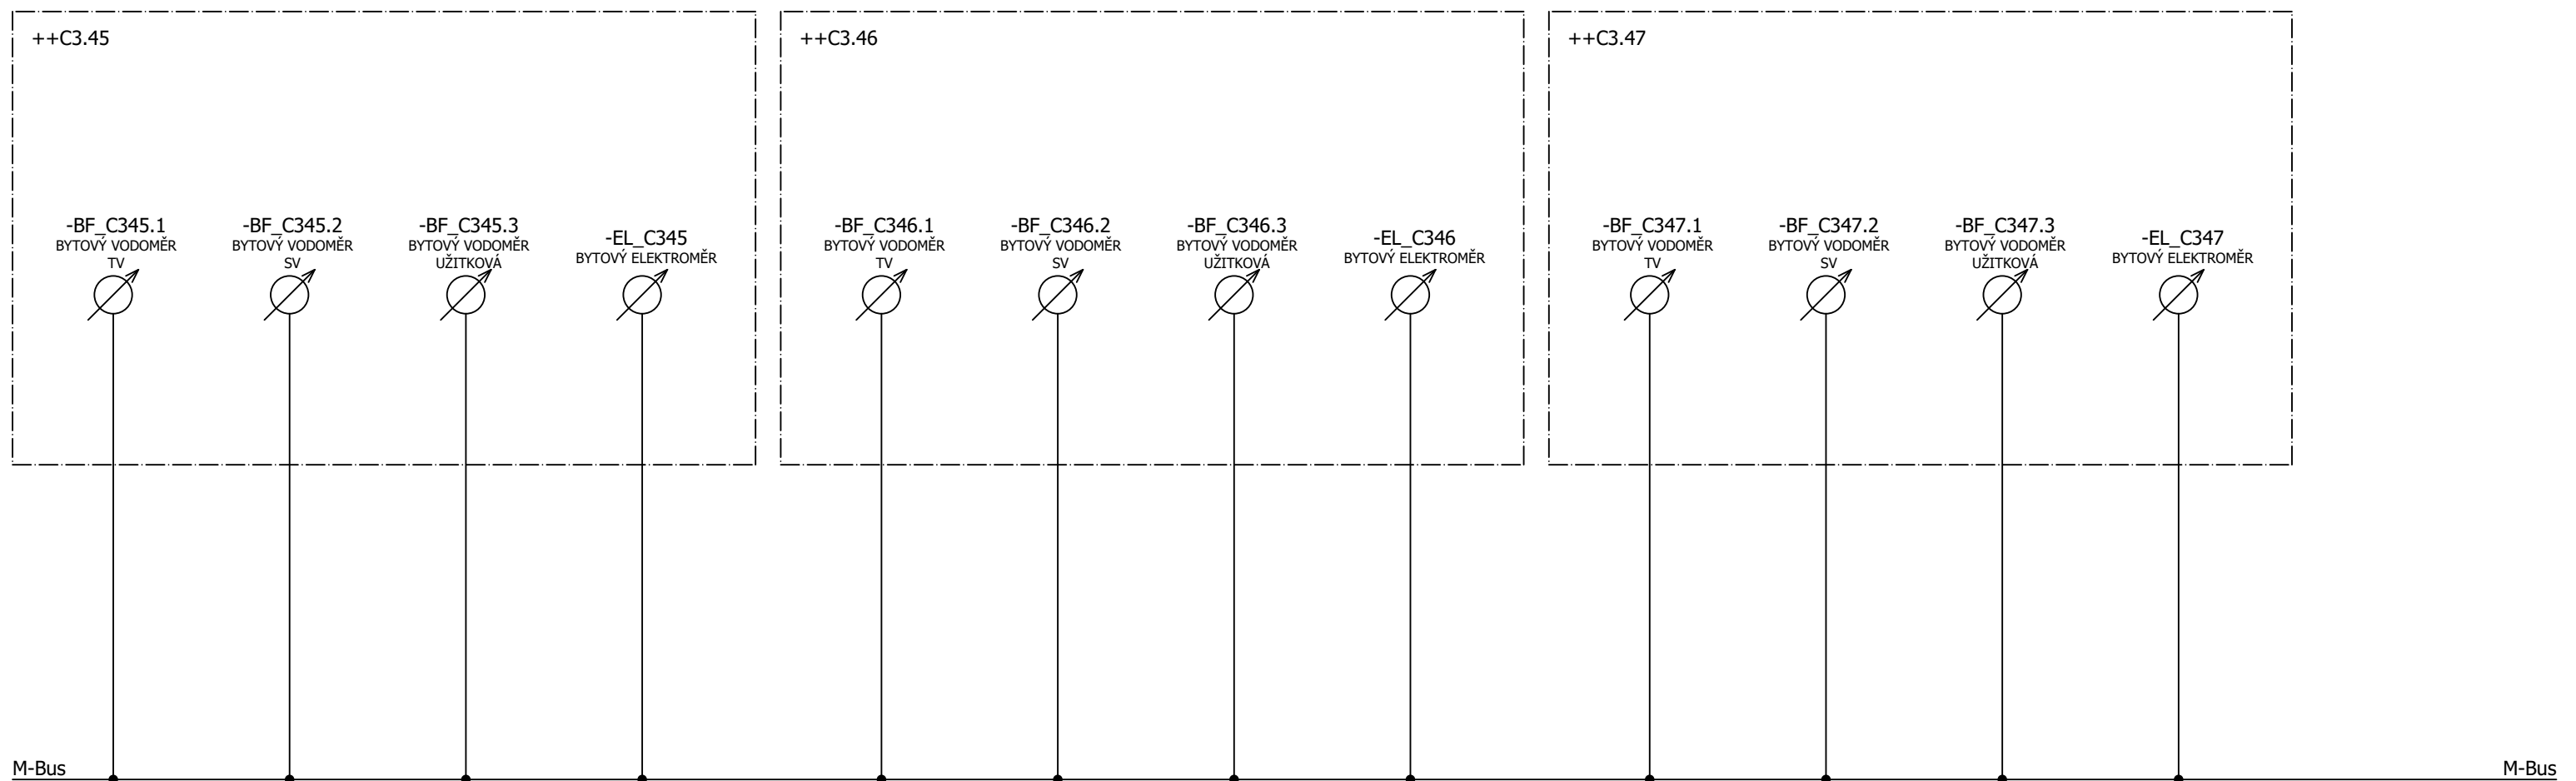 ++C3.45
++C3.46
++C3.47
-BF_C345.1
BYTOVÝ VODOMĚR
TV
-BF_C345.2
BYTOVÝ VODOMĚR
SV
-BF_C345.3
BYTOVÝ VODOMĚR
UŽITKOVÁ
-EL_C345
BYTOVÝ ELEKTROMĚR
-BF_C346.1
BYTOVÝ VODOMĚR
TV
-BF_C346.2
BYTOVÝ VODOMĚR
SV
-BF_C346.3
BYTOVÝ VODOMĚR
UŽITKOVÁ
-EL_C346
BYTOVÝ ELEKTROMĚR
-BF_C347.1
BYTOVÝ VODOMĚR
TV
-BF_C347.2
BYTOVÝ VODOMĚR
SV
-BF_C347.3
BYTOVÝ VODOMĚR
UŽITKOVÁ
-EL_C347
BYTOVÝ ELEKTROMĚR
M-Bus
M-Bus